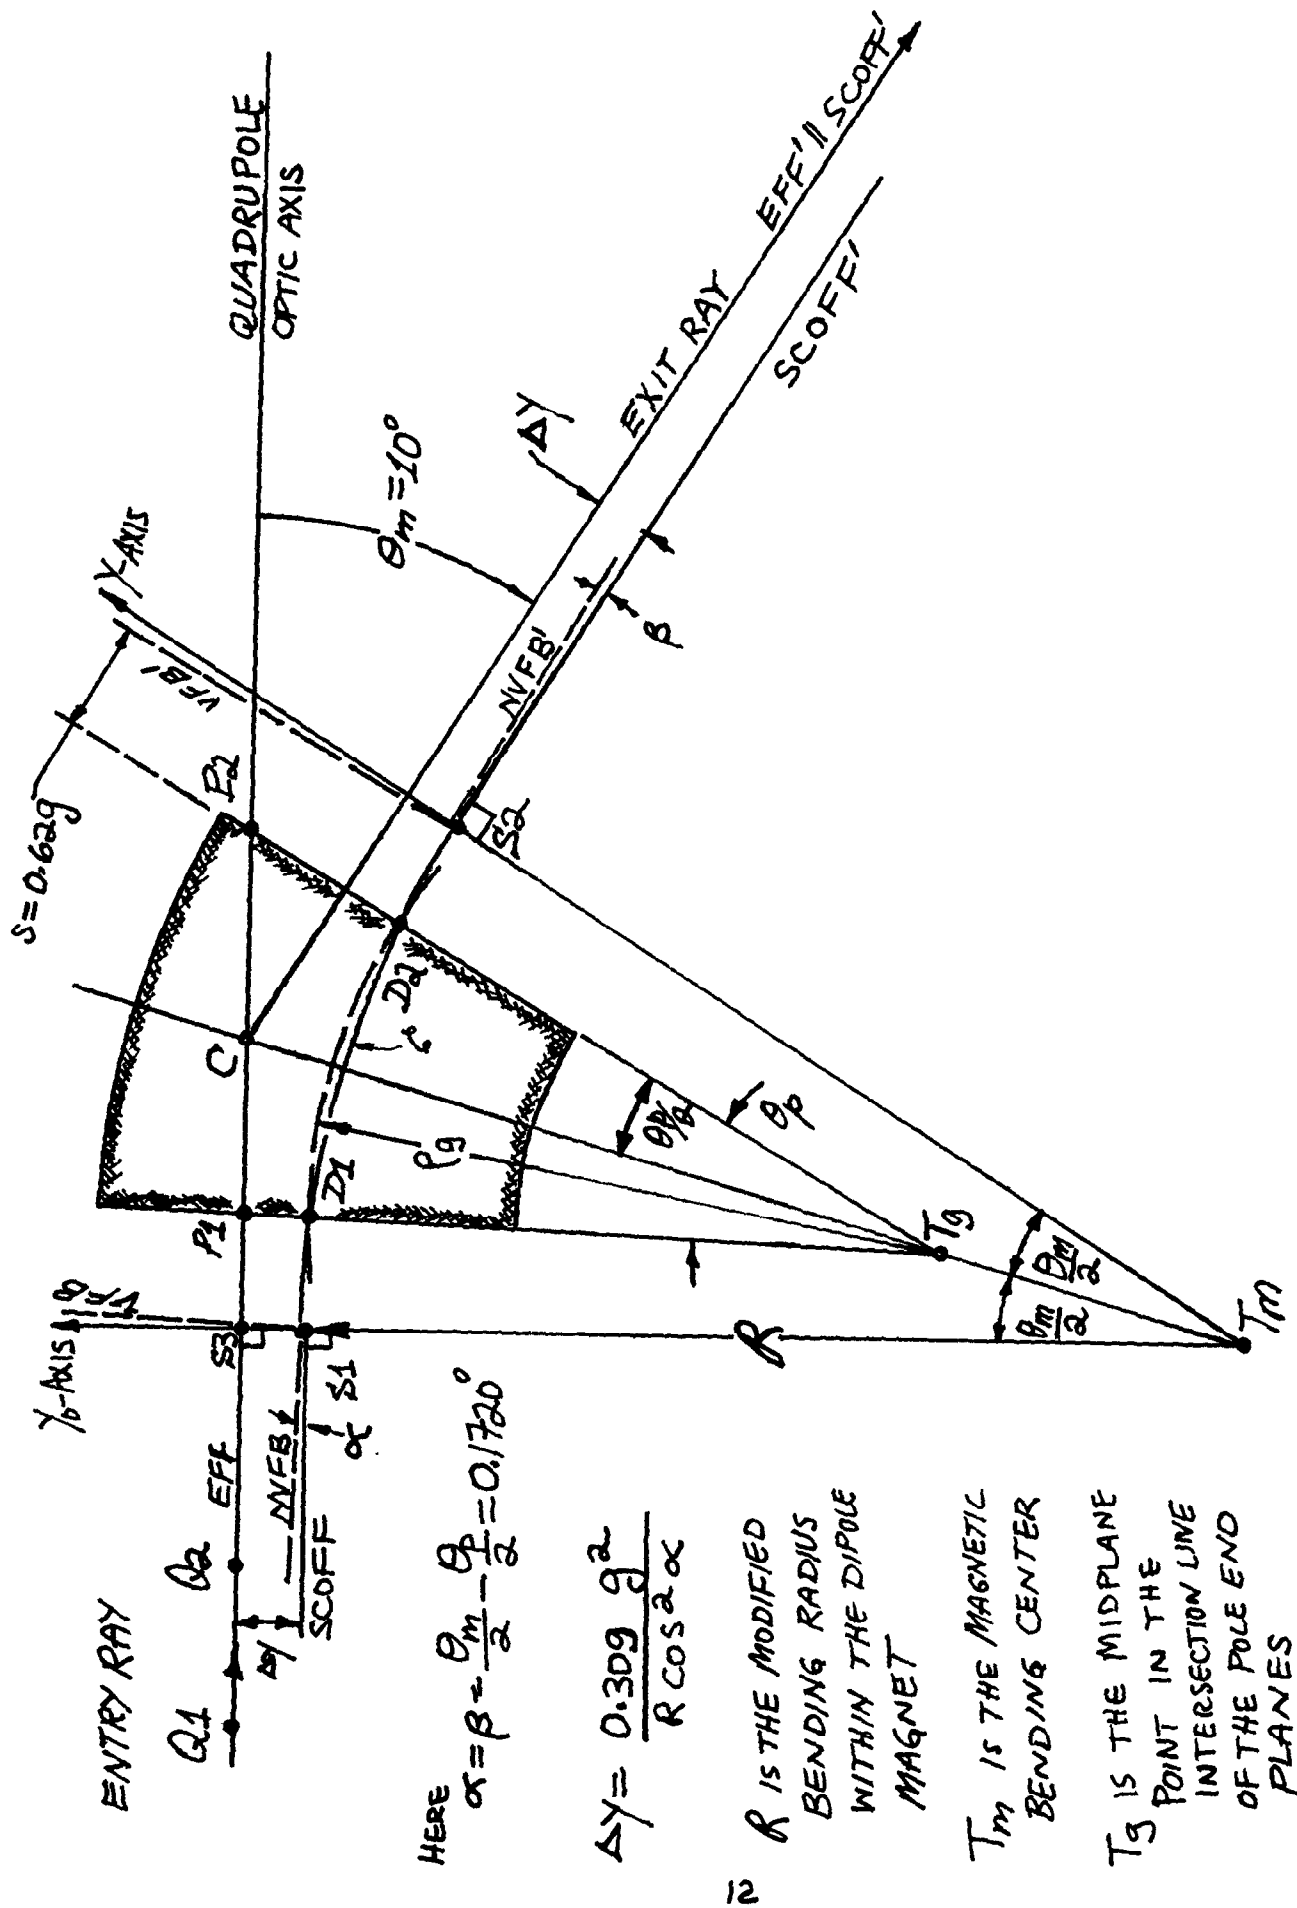 QUADRUPOLE
OPTIC AXIS
Y-AXIS
S=0.62g
VFB'
P2
θm=10°
ΔY
EXIT RAY
EFF' || SCOFF'
SCOFF'
NVFB'
β
S2
C
D2
P1
D1
ρg
θp/2
θp
Y0-AXIS
VFB
S3
S1
R
Tg
θm/2
θm/2
Tm
ENTRY RAY
Q1
Q2
EFF
NVFB
SCOFF
Δy
α
HERE
α=β=θm/2-θp/2=0.1720°
ΔY=0.309 g²/R cos²α
R IS THE MODIFIED
BENDING RADIUS
WITHIN THE DIPOLE
MAGNET
Tm IS THE MAGNETIC
BENDING CENTER
Tg IS THE MIDPLANE
POINT IN THE
INTERSECTION LINE
OF THE POLE END
PLANES
12